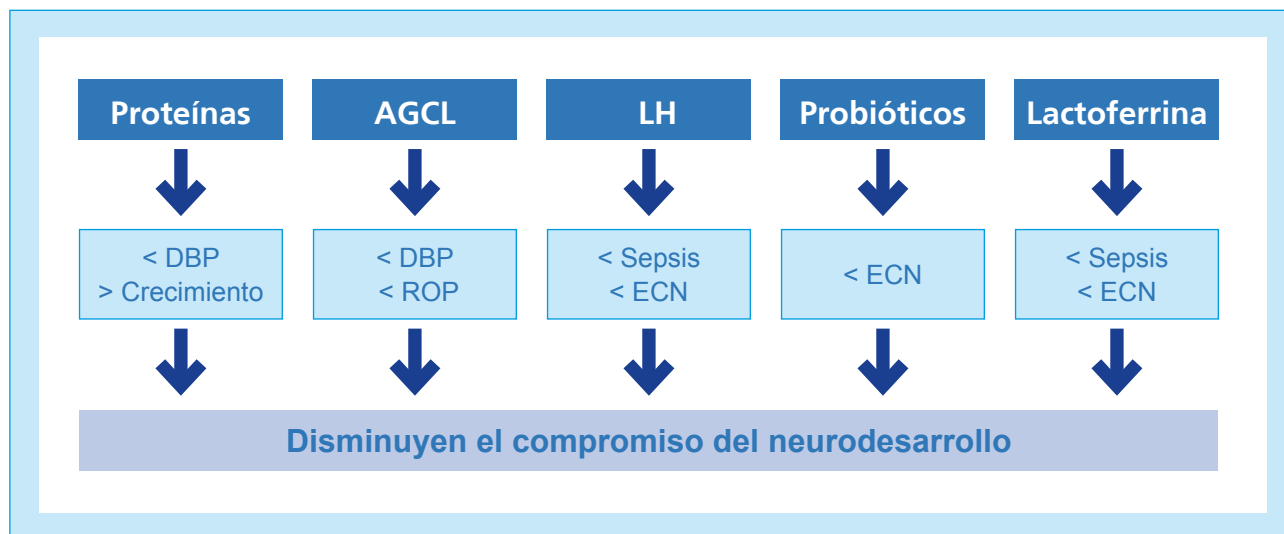 Proteínas
AGCL
LH
Probióticos
Lactoferrina
< DBP
> Crecimiento
< DBP
< ROP
< Sepsis
< ECN
< ECN
< Sepsis
< ECN
Disminuyen el compromiso del neurodesarrollo